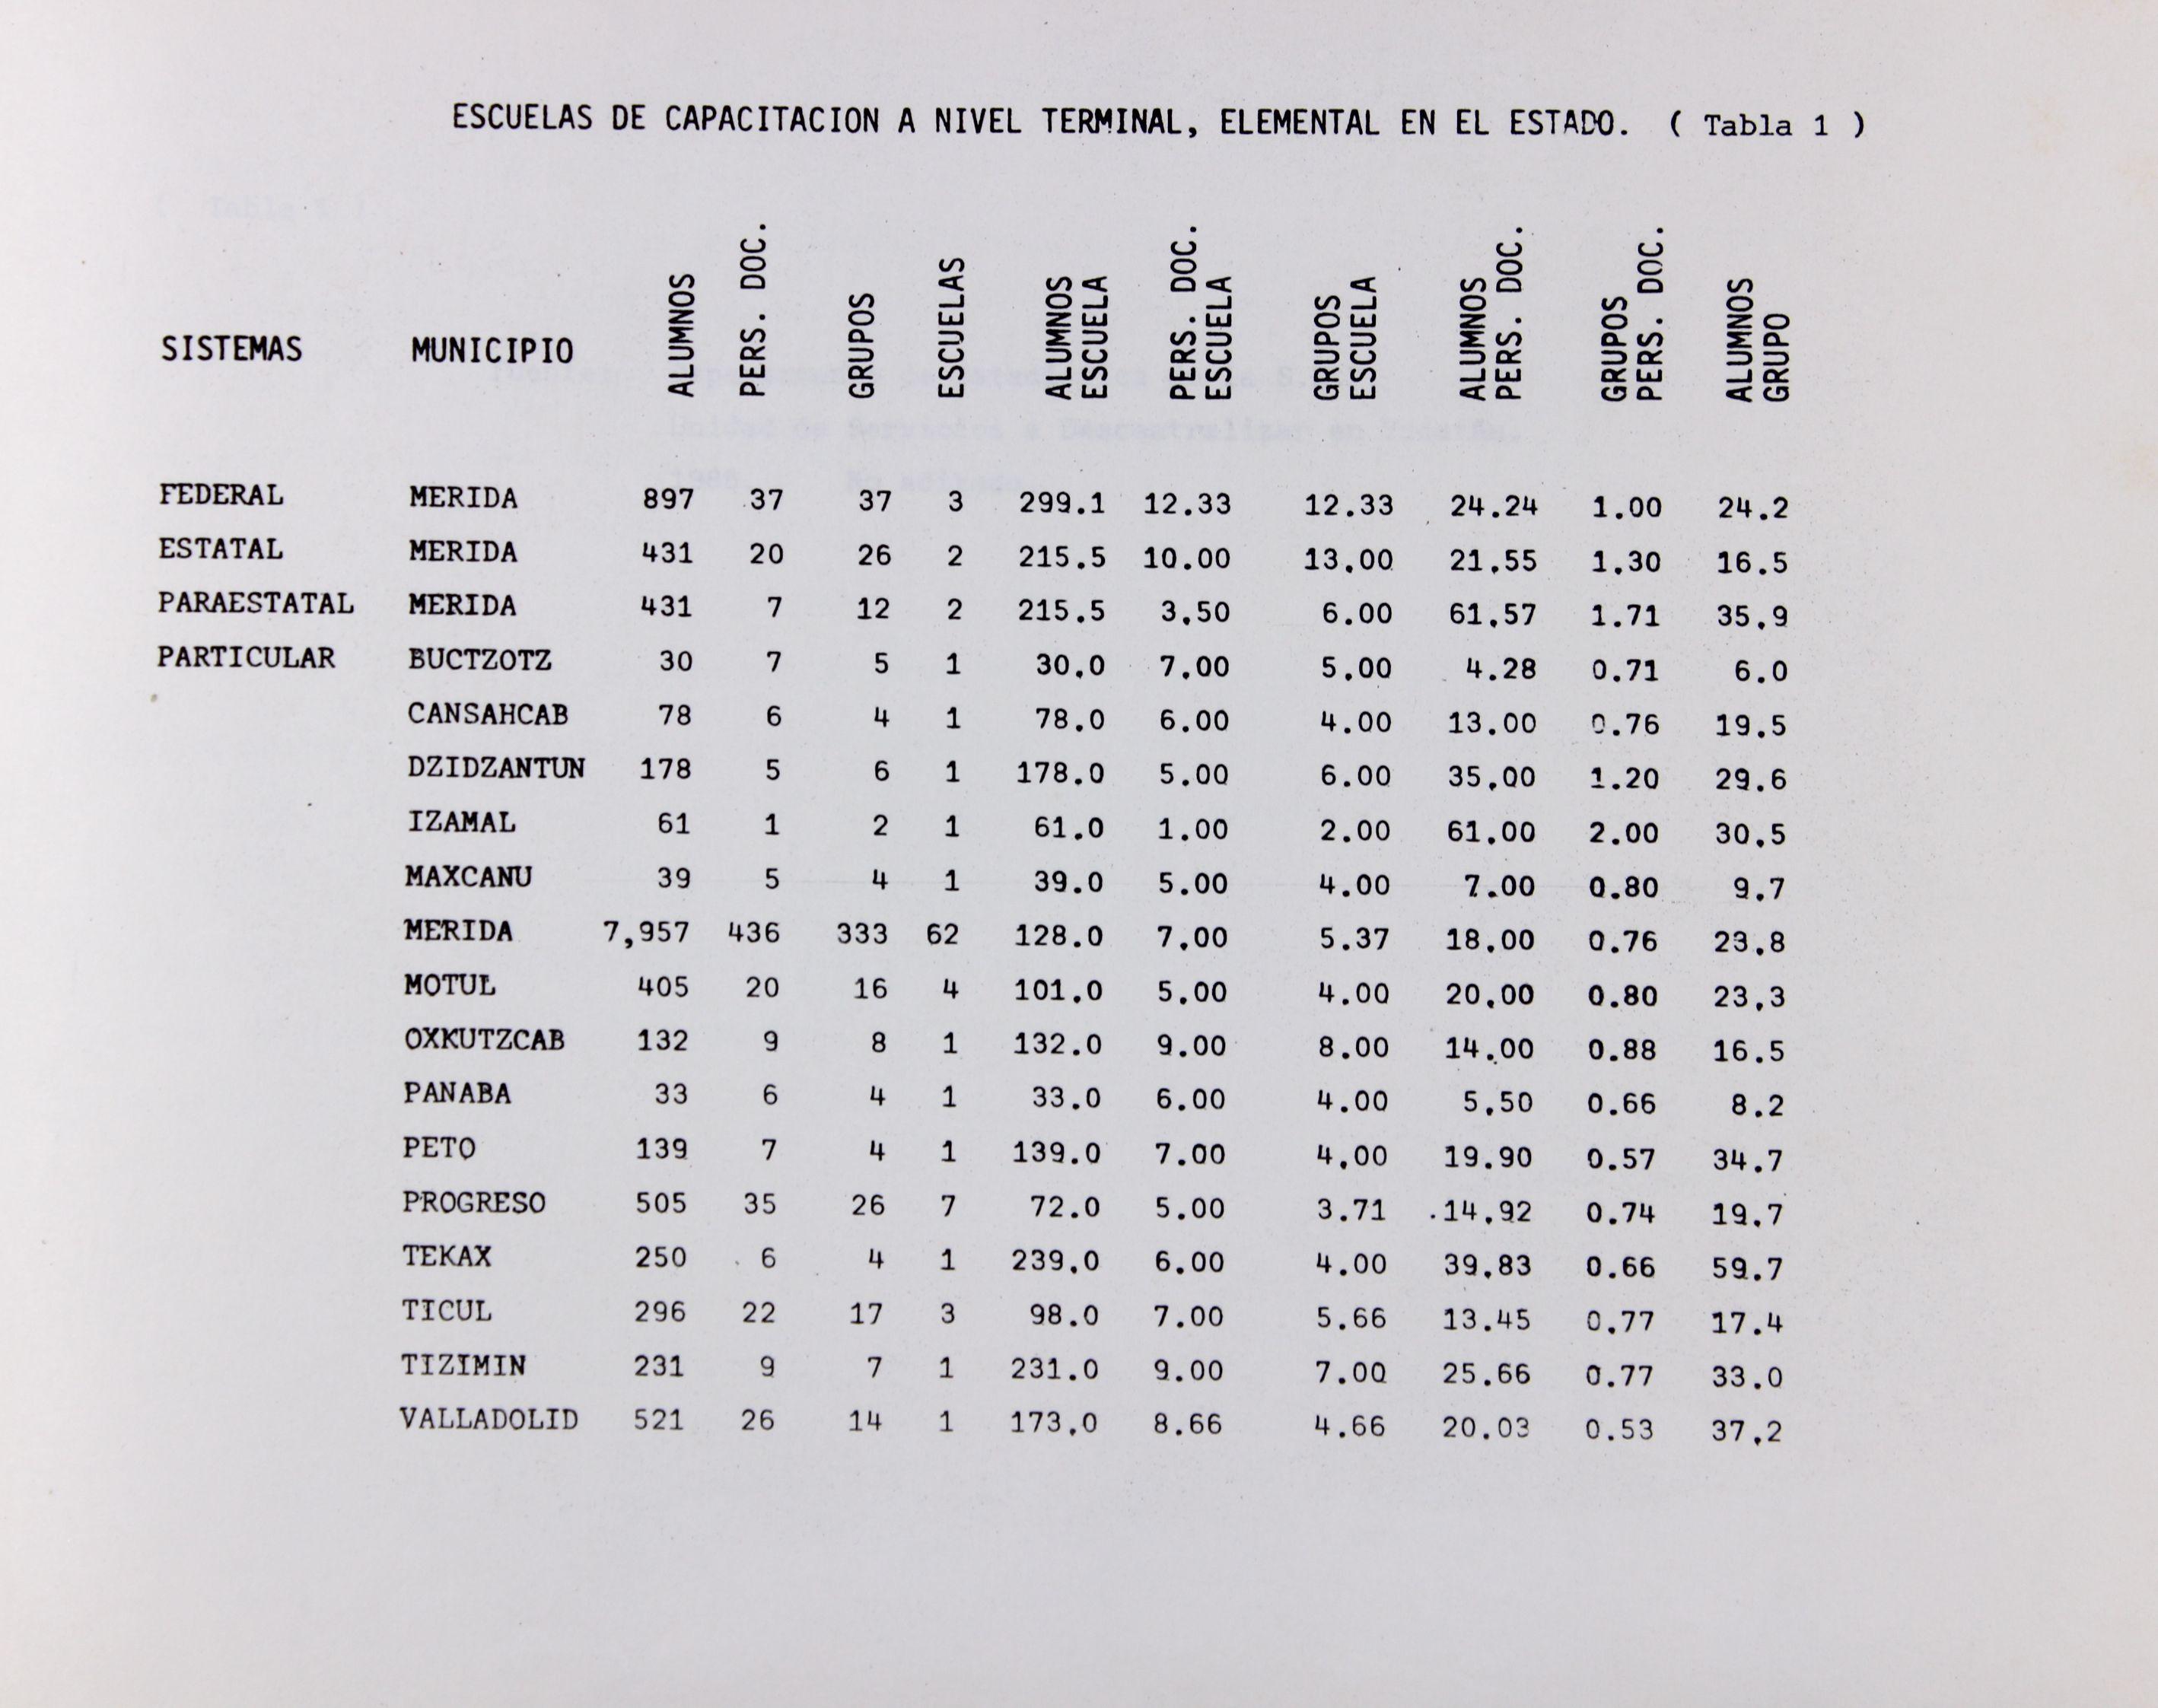 ESCUELAS DE CAPACITACION A NIVEL TERMINAL, ELEMENTAL EN EL ESTADO. ( Tabla 1 )
SISTEMAS MUNICIPIO ALUMNOS PERS. DOC. GRUPOS ESCUELAS ALUMNOS ESCUELA PERS. DOC. ESCUELA GRUPOS ESCUELA ALUMNOS PERS. DOC. GRUPOS PERS. DOC. ALUMNOS GRUPO
FEDERAL MERIDA 897 37 37 3 299.1 12.33 12.33 24.24 1.00 24.2
ESTATAL MERIDA 431 20 26 2 215.5 10.00 13.00 21.55 1.30 16.5
PARAESTATAL MERIDA 431 7 12 2 215.5 3.50 6.00 61.57 1.71 35.9
PARTICULAR BUCTZOTZ 30 7 5 1 30.0 7.00 5.00 4.28 0.71 6.0
CANSAHCAB 78 6 4 1 78.0 6.00 4.00 13.00 0.76 19.5
DZIDZANTUN 178 5 6 1 178.0 5.00 6.00 35.00 1.20 29.6
IZAMAL 61 1 2 1 61.0 1.00 2.00 61.00 2.00 30.5
MAXCANU 39 5 4 1 39.0 5.00 4.00 7.00 0.80 9.7
MERIDA 7,957 436 333 62 128.0 7.00 5.37 18.00 0.76 23.8
MOTUL 405 20 16 4 101.0 5.00 4.00 20.00 0.80 23.3
OXKUTZCAB 132 9 8 1 132.0 9.00 8.00 14.00 0.88 16.5
PANABA 33 6 4 1 33.0 6.00 4.00 5.50 0.66 8.2
PETO 139 7 4 1 139.0 7.00 4.00 19.90 0.57 34.7
PROGRESO 505 35 26 7 72.0 5.00 3.71 14.92 0.74 19.7
TEKAX 250 6 4 1 239.0 6.00 4.00 39.83 0.66 59.7
TICUL 296 22 17 3 98.0 7.00 5.66 13.45 0.77 17.4
TIZIMIN 231 9 7 1 231.0 9.00 7.00 25.66 0.77 33.0
VALLADOLID 521 26 14 1 173.0 8.66 4.66 20.03 0.53 37.2